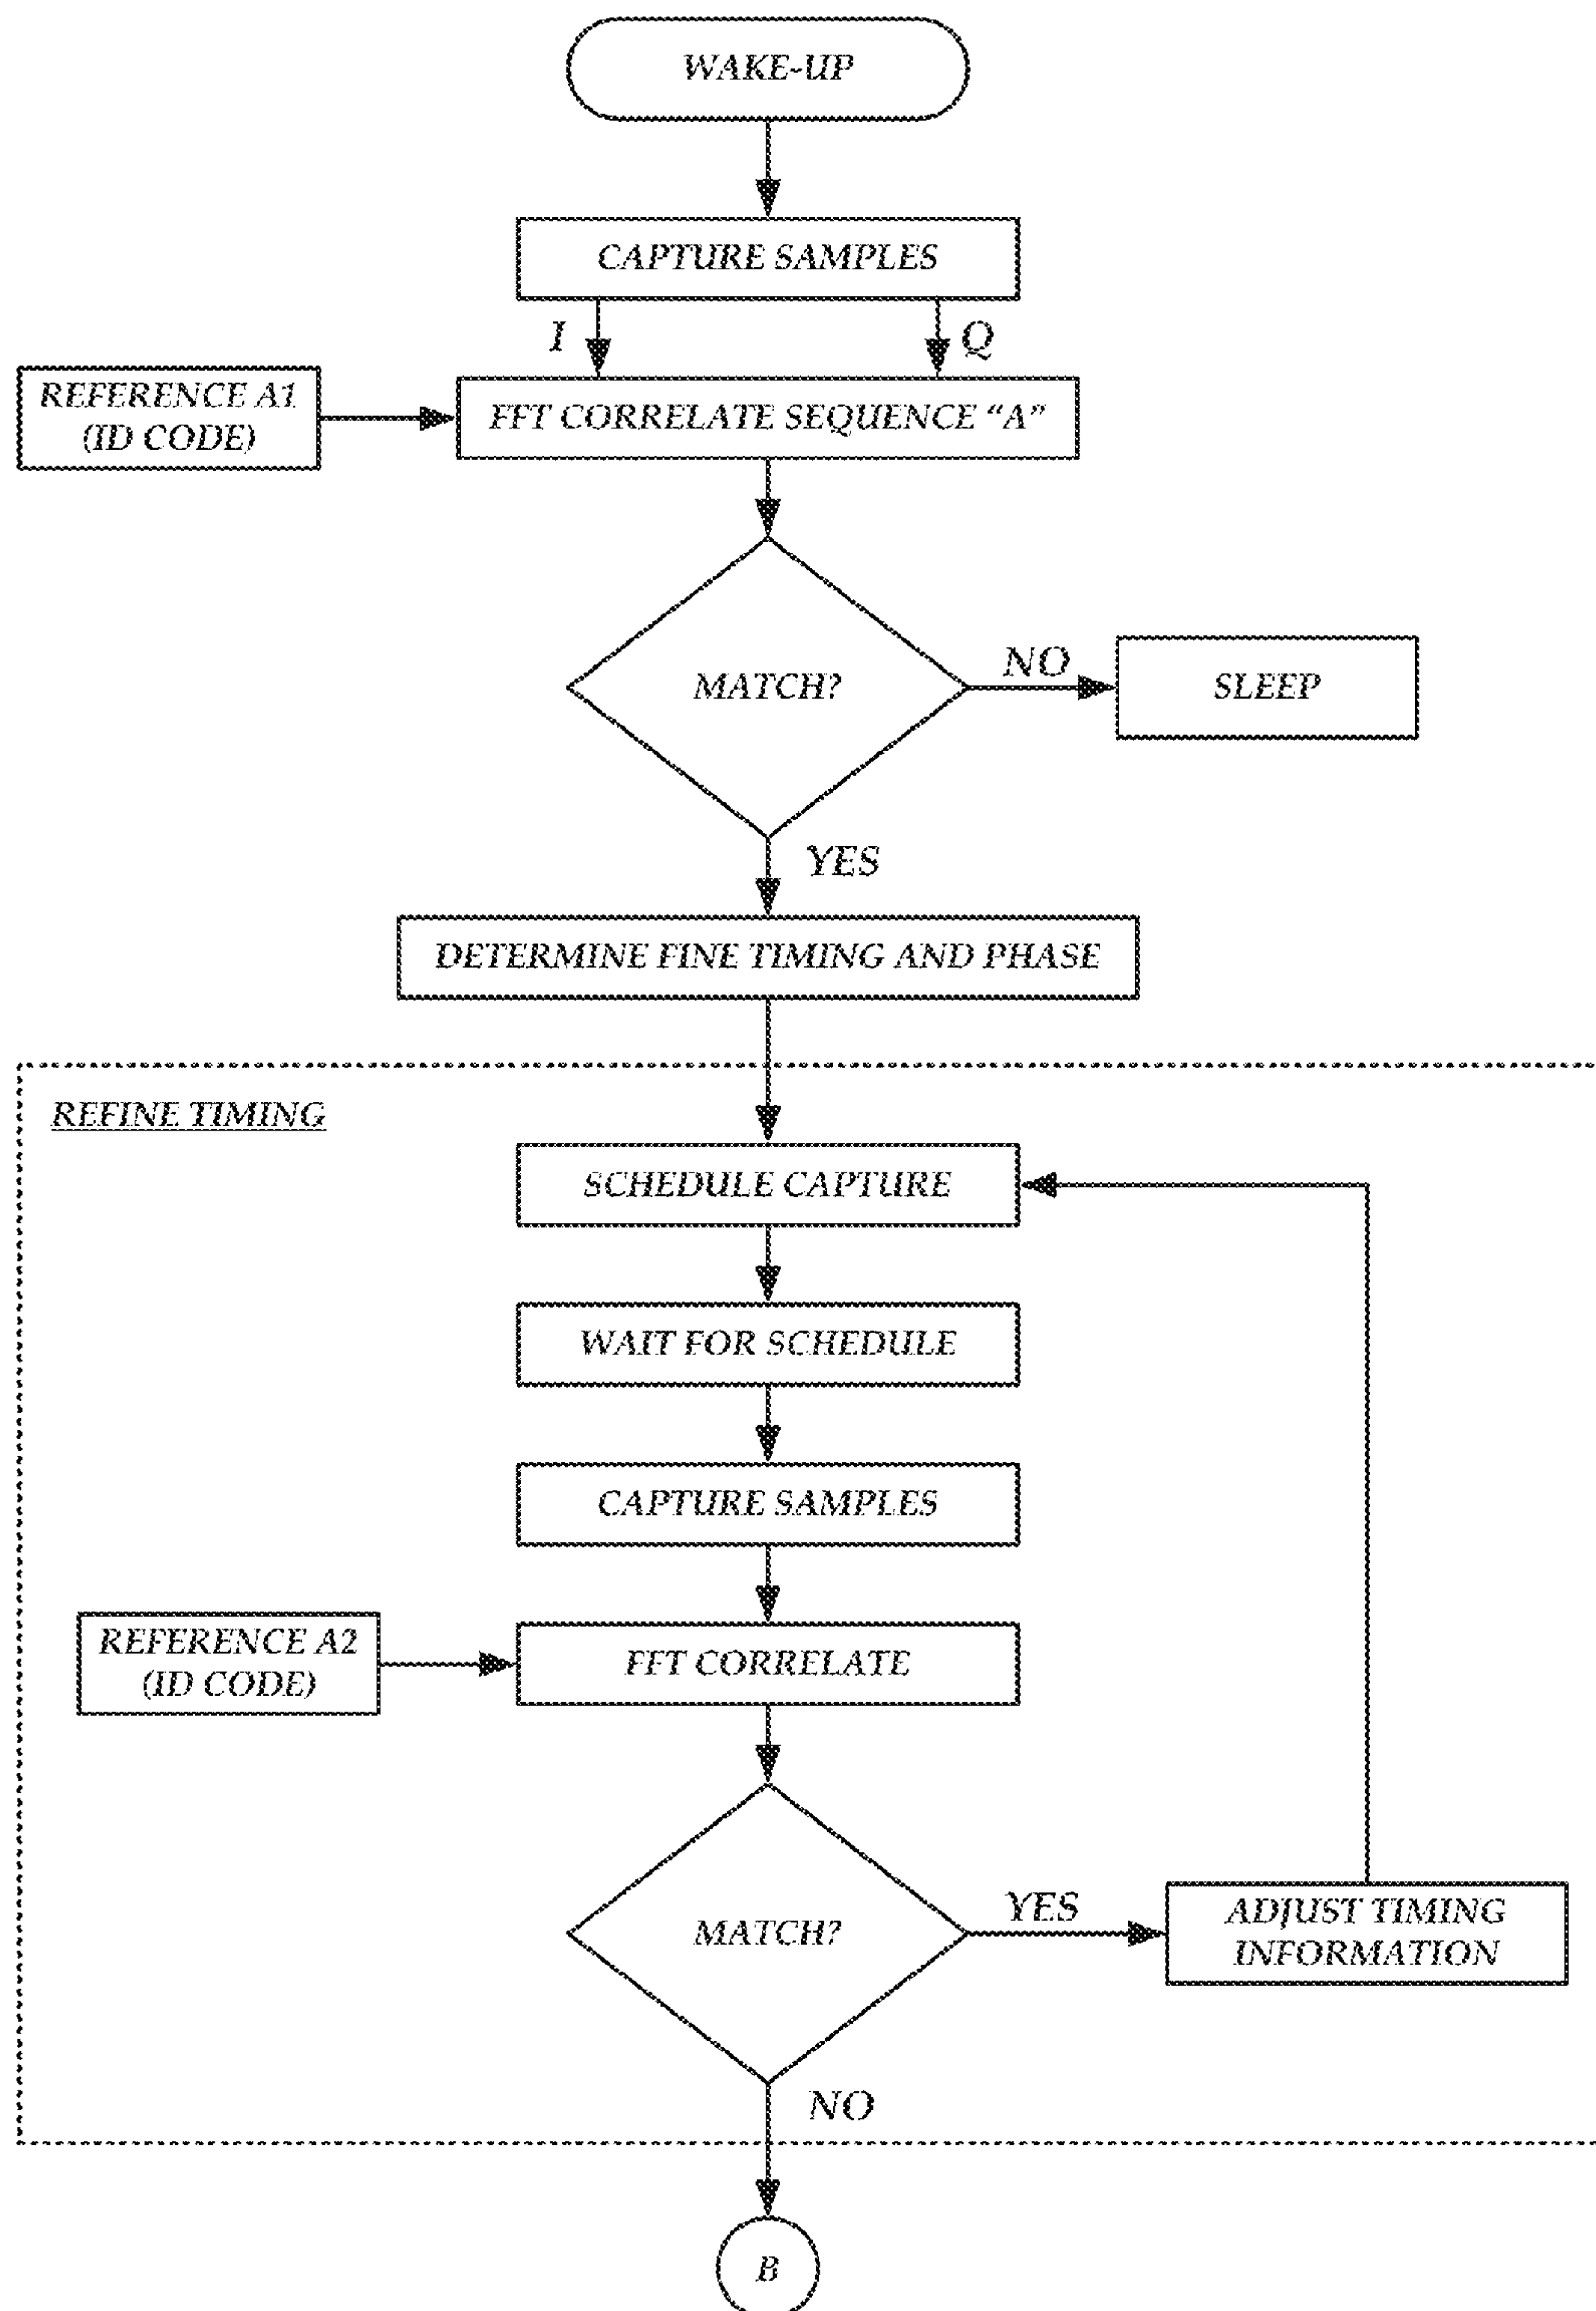 WAKE-UP
CAPTURE SAMPLES
I
Q
REFERENCE A1
(ID CODE)
FFT CORRELATE SEQUENCE “A”
MATCH?
NO
SLEEP
YES
DETERMINE FINE TIMING AND PHASE
REFINE TIMING
SCHEDULE CAPTURE
WAIT FOR SCHEDULE
CAPTURE SAMPLES
REFERENCE A2
(ID CODE)
FFT CORRELATE
MATCH?
YES
ADJUST TIMING
INFORMATION
NO
B